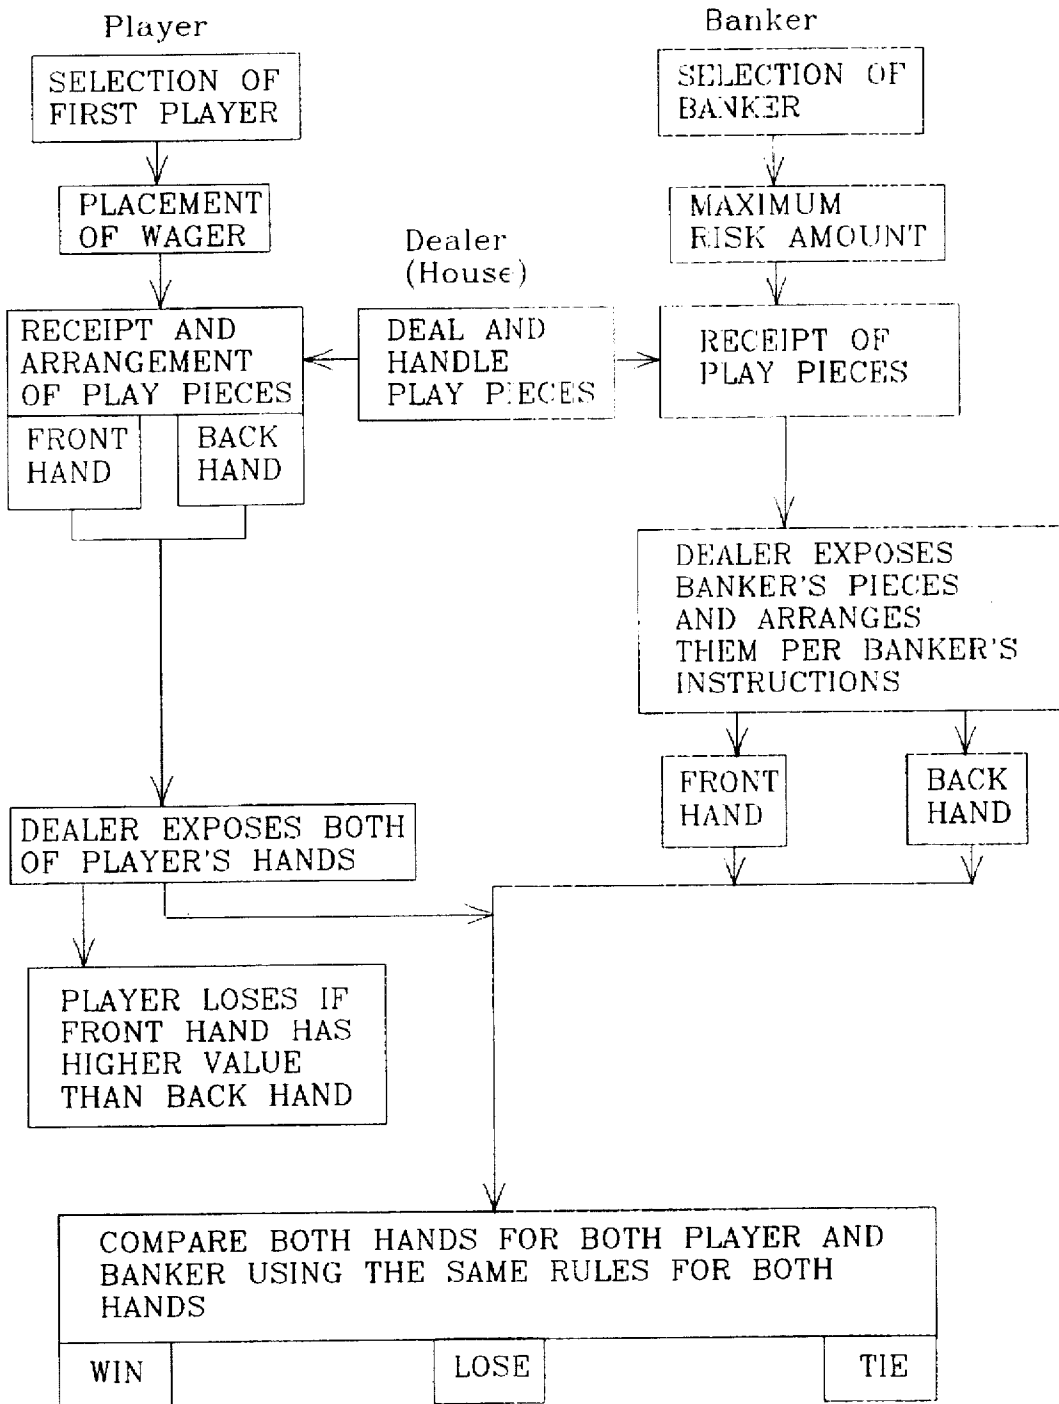 Player
SELECTION OF
FIRST PLAYER
PLACEMENT
OF WAGER
RECEIPT AND
ARRANGEMENT
OF PLAY PIECES
FRONT
HAND
BACK
HAND
Dealer
(House)
DEAL AND
HANDLE
PLAY PIECES
Banker
SELECTION OF
BANKER
MAXIMUM
RISK AMOUNT
RECEIPT OF
PLAY PIECES
DEALER EXPOSES
BANKER'S PIECES
AND ARRANGES
THEM PER BANKER'S
INSTRUCTIONS
FRONT
HAND
BACK
HAND
DEALER EXPOSES BOTH
OF PLAYER'S HANDS
PLAYER LOSES IF
FRONT HAND HAS
HIGHER VALUE
THAN BACK HAND
COMPARE BOTH HANDS FOR BOTH PLAYER AND
BANKER USING THE SAME RULES FOR BOTH
HANDS
WIN
LOSE
TIE